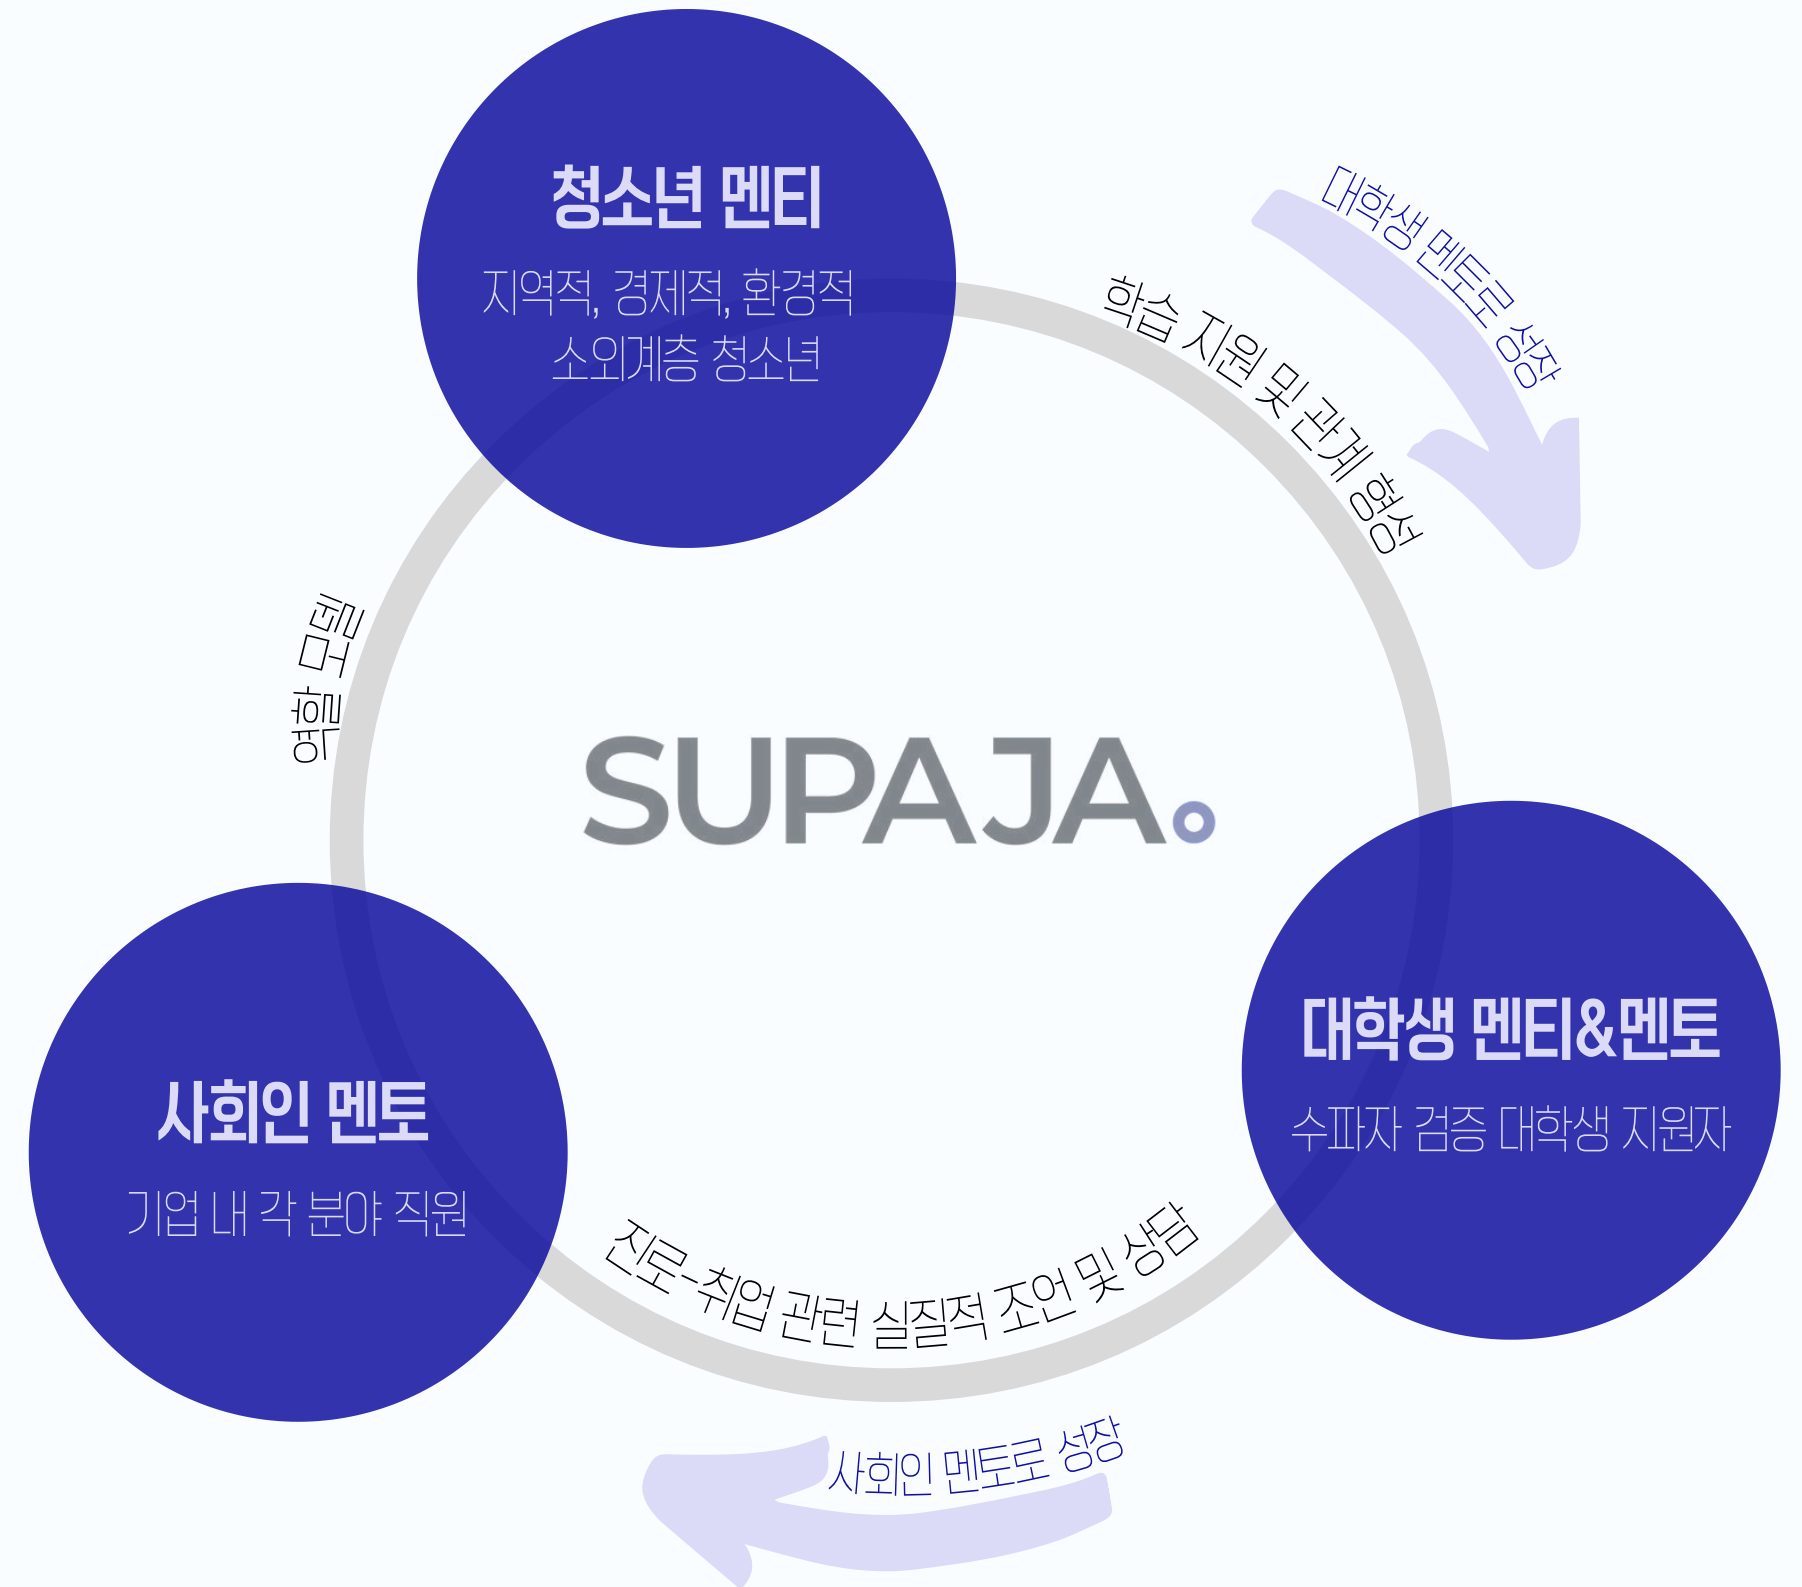 청소년 멘티
지역적, 경제적, 환경적
소외계층 청소년
대학생 멘토로 성장
학습 지원 및 관계 형성
역할 모델
SUPAJA
대학생 멘티&멘토
수파자 검증 대학생 지원자
사회인 멘토
기업 내 각 분야 직원
진로-취업 관련 실질적 조언 및 상담
사회인 멘토로 성장